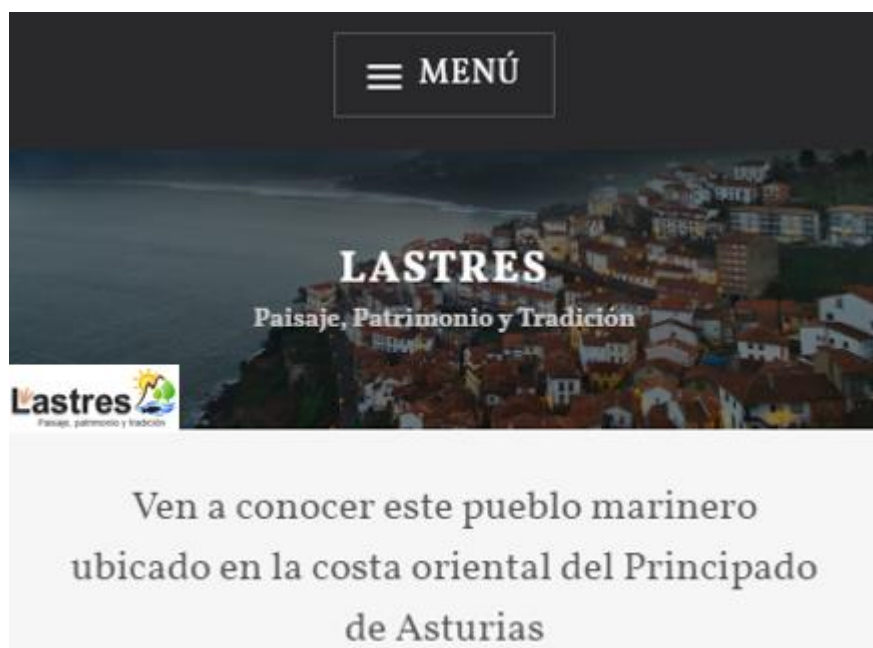 MENÚ
LASTRES
Paisaje, Patrimonio y Tradición
Lastres
Paisaje, patrimonio y tradición
Ven a conocer este pueblo marinero
ubicado en la costa oriental del Principado
de Asturias